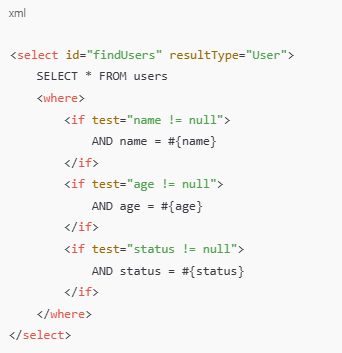 xml
<select id="findUsers" resultType="User">
    SELECT * FROM users
    <where>
        <if test="name != null">
            AND name = #{name}
        </if>
        <if test="age != null">
            AND age = #{age}
        </if>
        <if test="status != null">
            AND status = #{status}
        </if>
    </where>
</select>